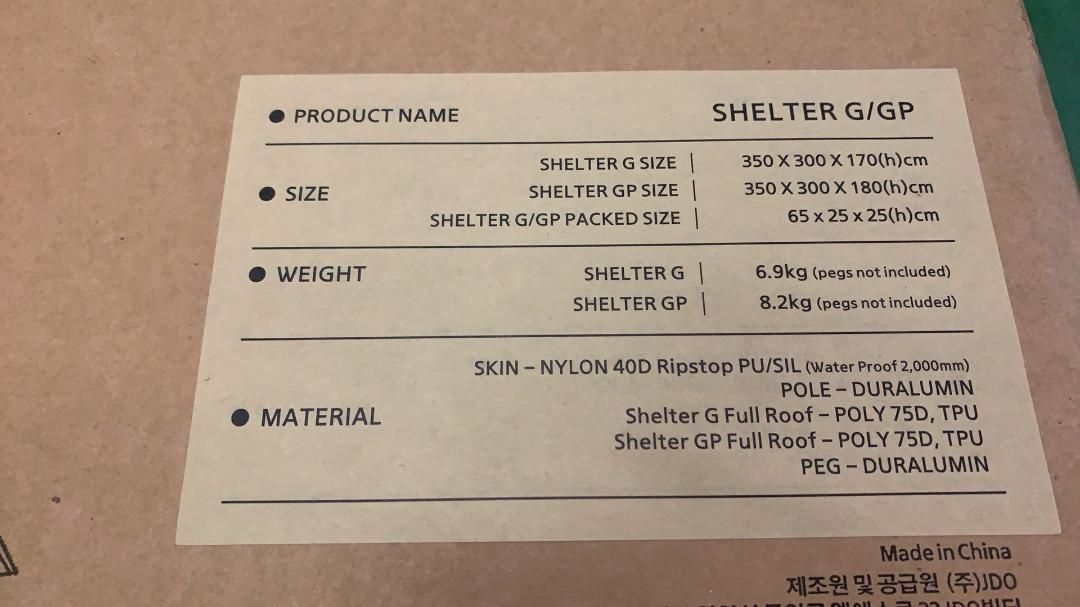 ● PRODUCT NAME SHELTER G/GP
SHELTER G SIZE | 350 X 300 X 170(h)cm
● SIZE SHELTER GP SIZE | 350 X 300 X 180(h)cm
SHELTER G/GP PACKED SIZE | 65 x 25 x 25(h)cm
● WEIGHT SHELTER G | 6.9kg (pegs not included)
SHELTER GP | 8.2kg (pegs not included)
SKIN – NYLON 40D Ripstop PU/SIL (Water Proof 2,000mm)
POLE – DURALUMIN
● MATERIAL Shelter G Full Roof – POLY 75D, TPU
Shelter GP Full Roof – POLY 75D, TPU
PEG – DURALUMIN
Made in China
제조원 및 공급원 (주)JDO